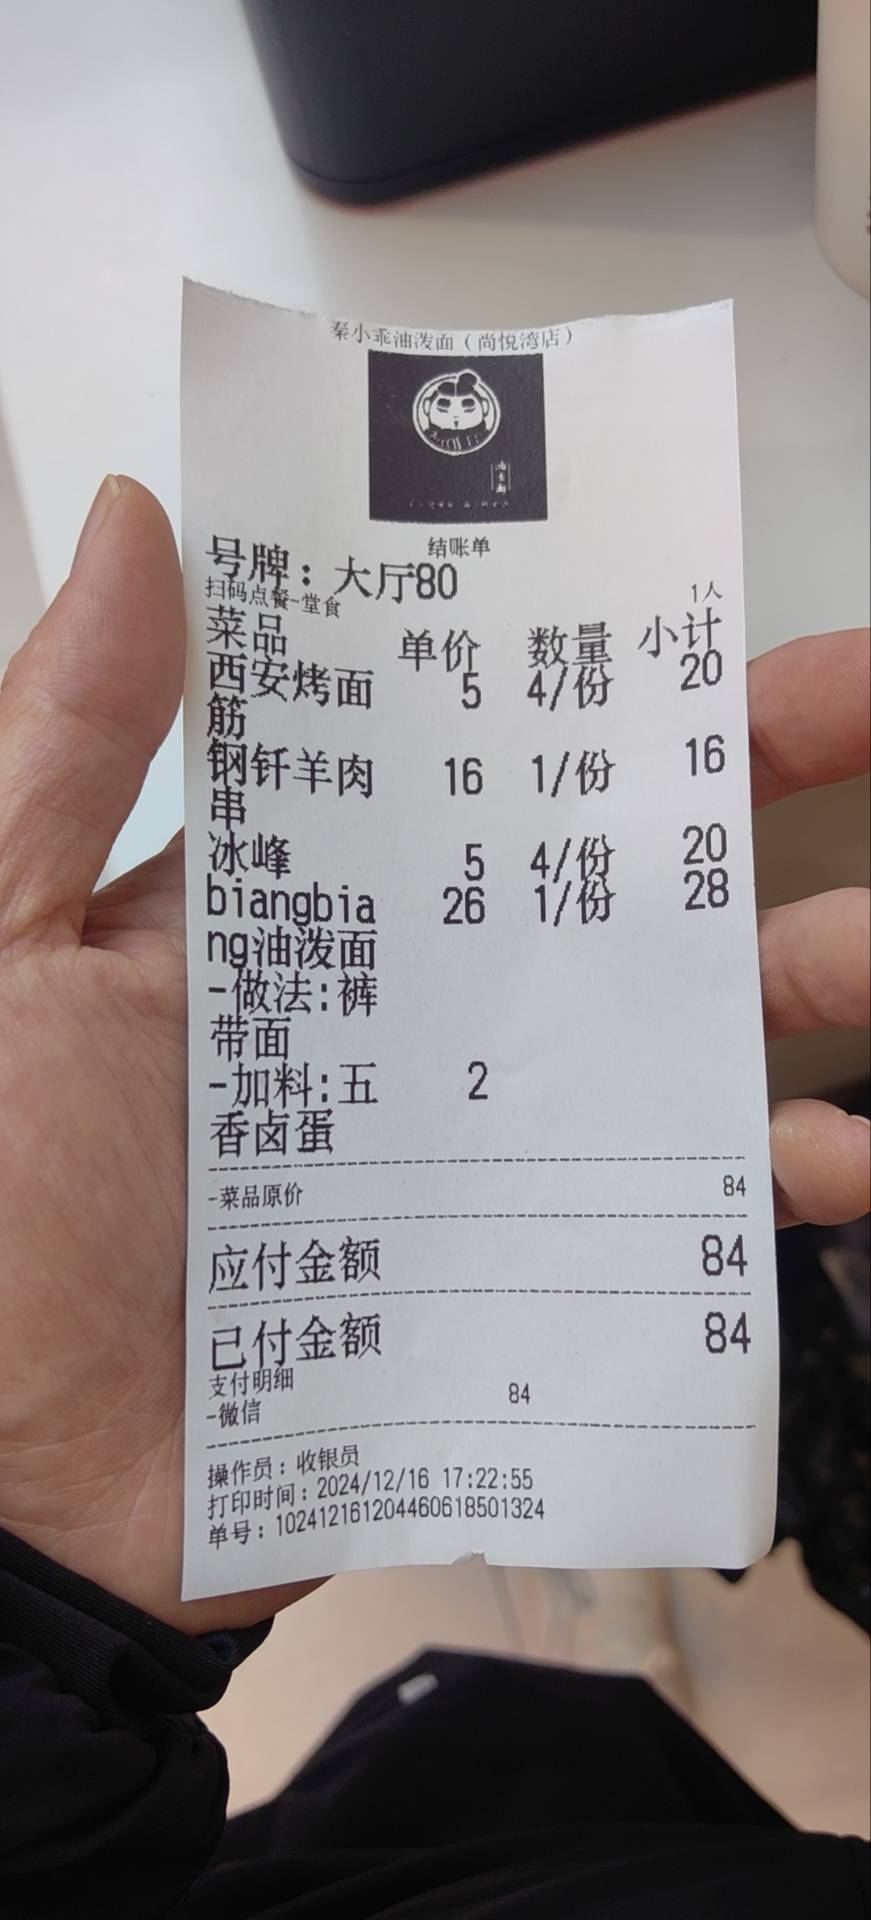 秦小乖油泼面（尚悦湾店）
结账单
号牌：大厅80
扫码点餐-堂食 1人
菜品 单价 数量 小计
西安烤面 5 4/份 20
筋
钢钎羊肉 16 1/份 16
串
冰峰 5 4/份 20
biangbia 26 1/份 28
ng油泼面
-做法:裤
带面
-加料:五 2
香卤蛋
-菜品原价 84
应付金额 84
已付金额 84
支付明细
-微信 84
操作员：收银员
打印时间：2024/12/16 17:22:55
单号：102412161204460618501324